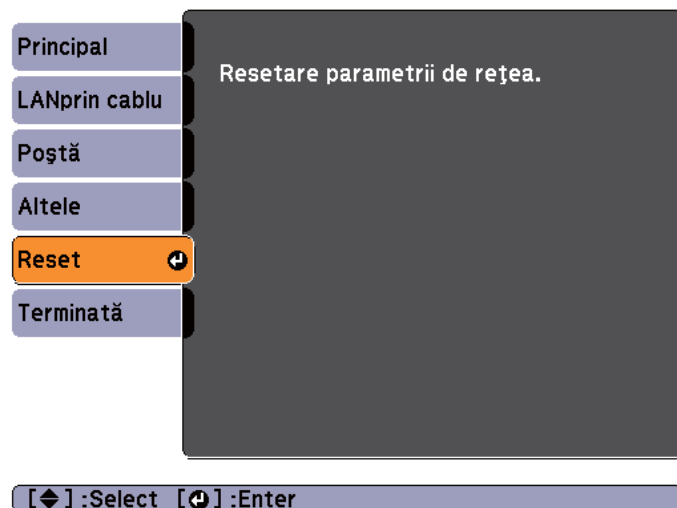 Principal
Resetare parametrii de reţea.
LANprin cablu
Poştă
Altele
Reset
Terminată
[◆] :Select [↵] :Enter